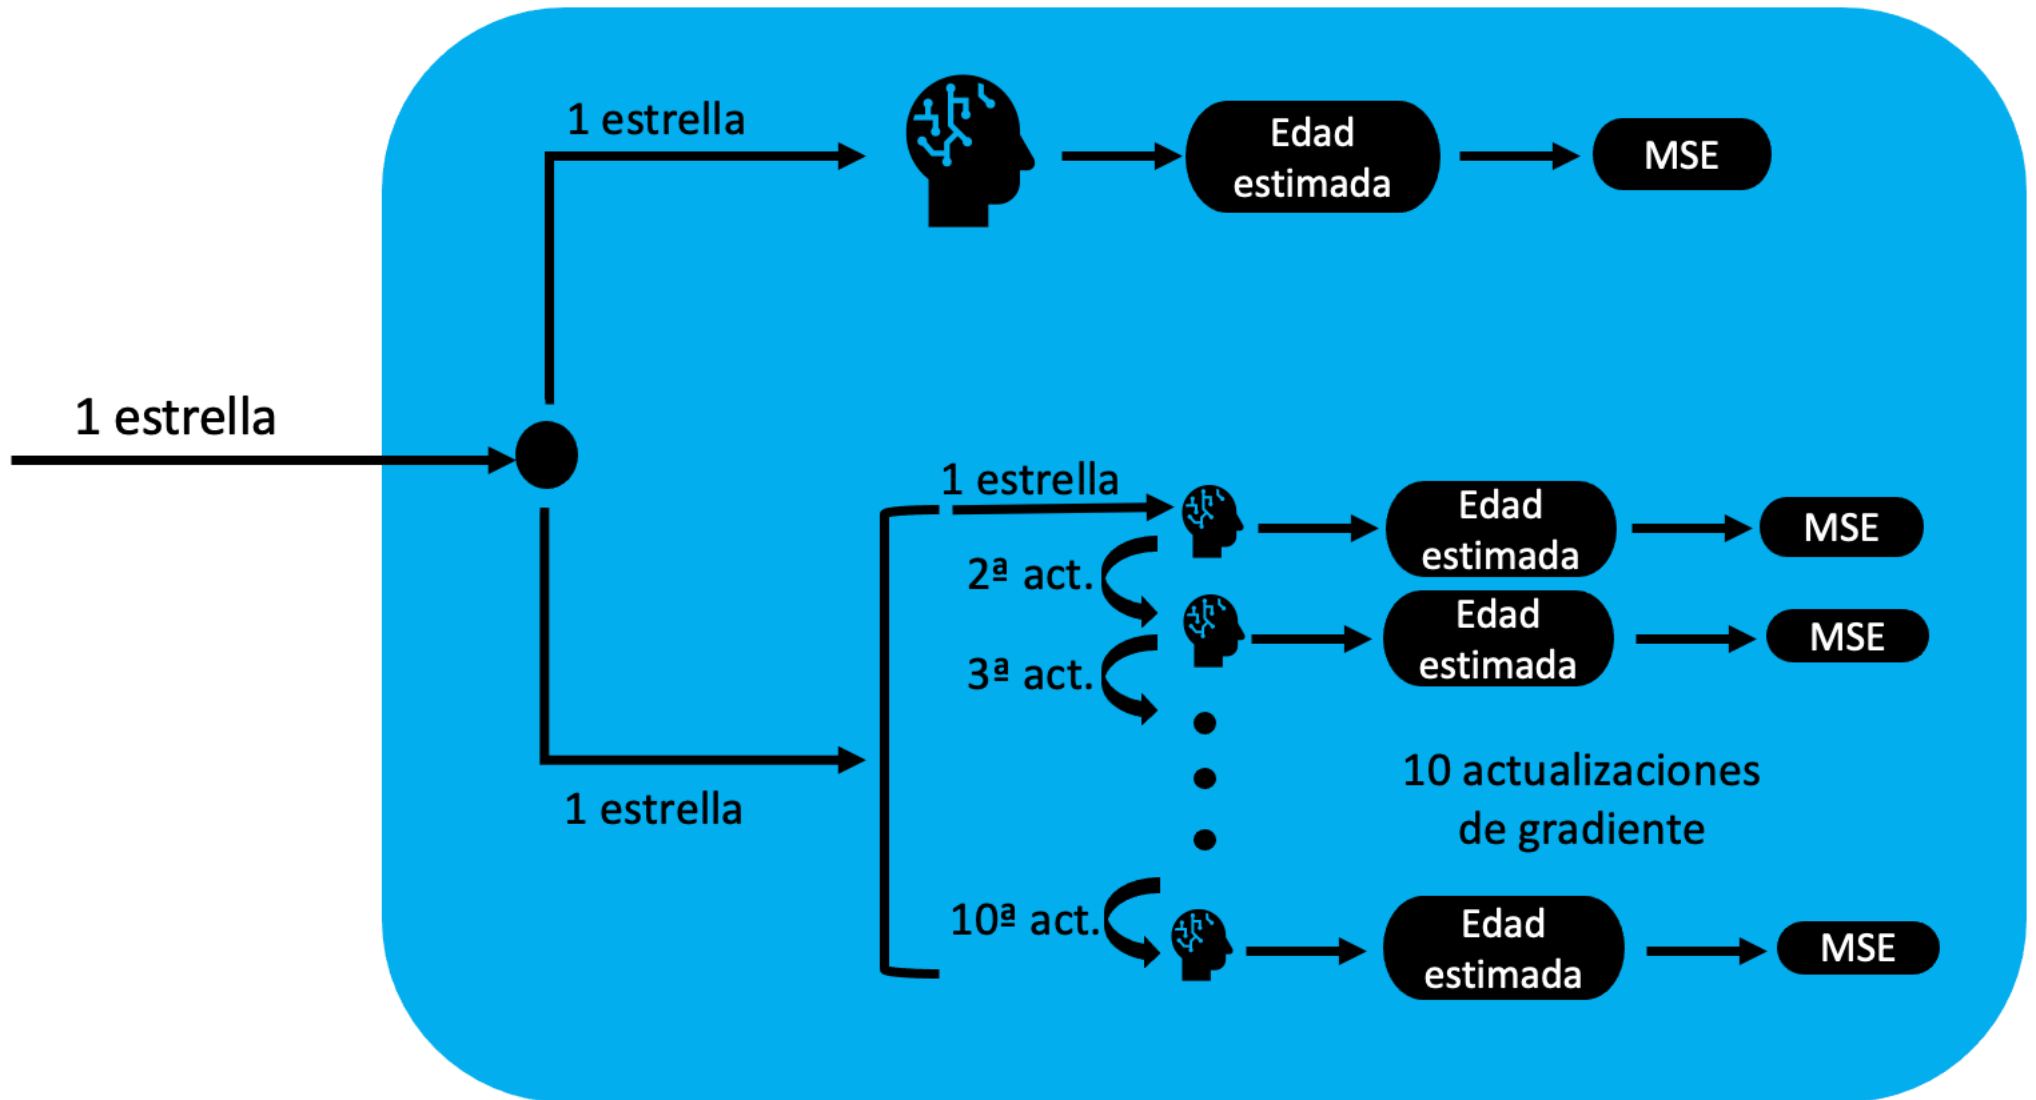 1 estrella
1 estrella
Edad
estimada
MSE
1 estrella
1 estrella
Edad
estimada
MSE
2ª act.
Edad
estimada
MSE
3ª act.
10 actualizaciones
de gradiente
10ª act.
Edad
estimada
MSE